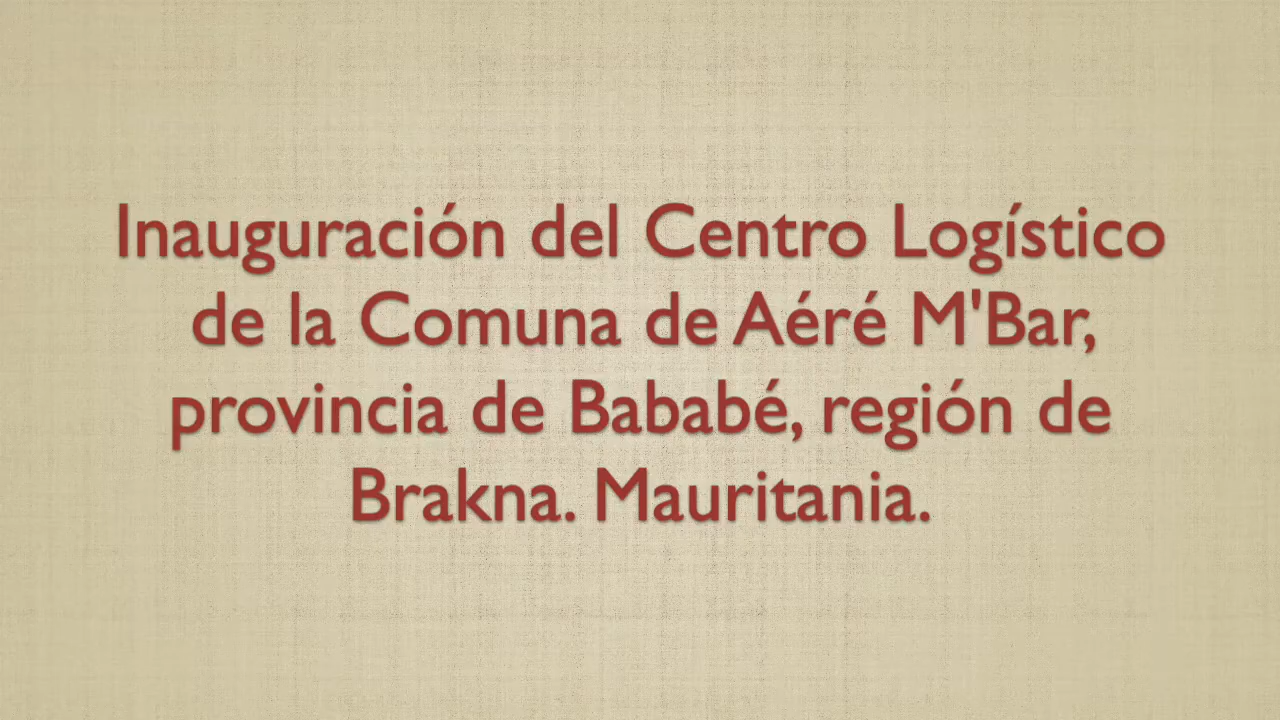 Inauguración del Centro Logístico
de la Comuna de Aéré M'Bar,
provincia de Bababé, región de
Brakna. Mauritania.